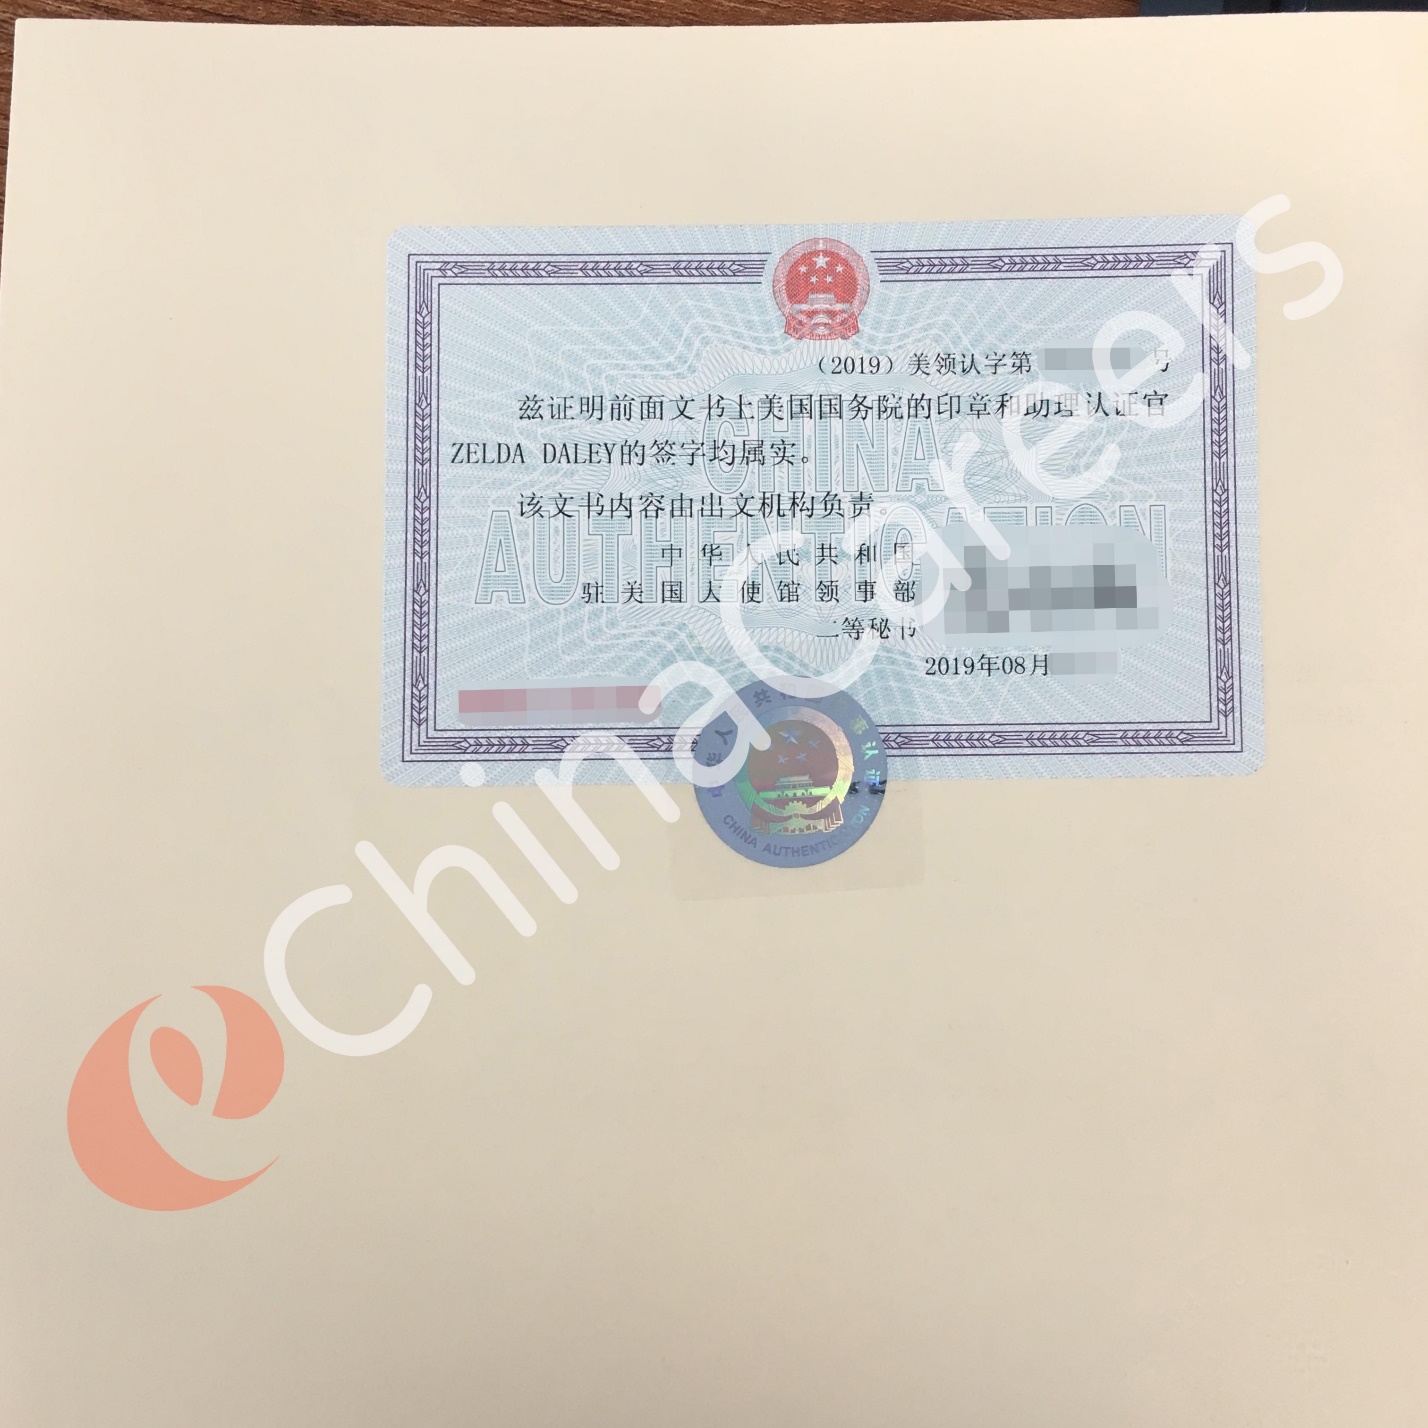 （2019）美领认字第 号
兹证明前面文书上美国国务院的印章和助理认证官
ZELDA DALEY的签字均属实。
该文书内容由出文机构负责。
CHINA
AUTHENTICATION
中华人民共和国
驻美国大使馆领事部
二等秘书
2019年08月
CHINA AUTHENTICATION
eChinaCareers